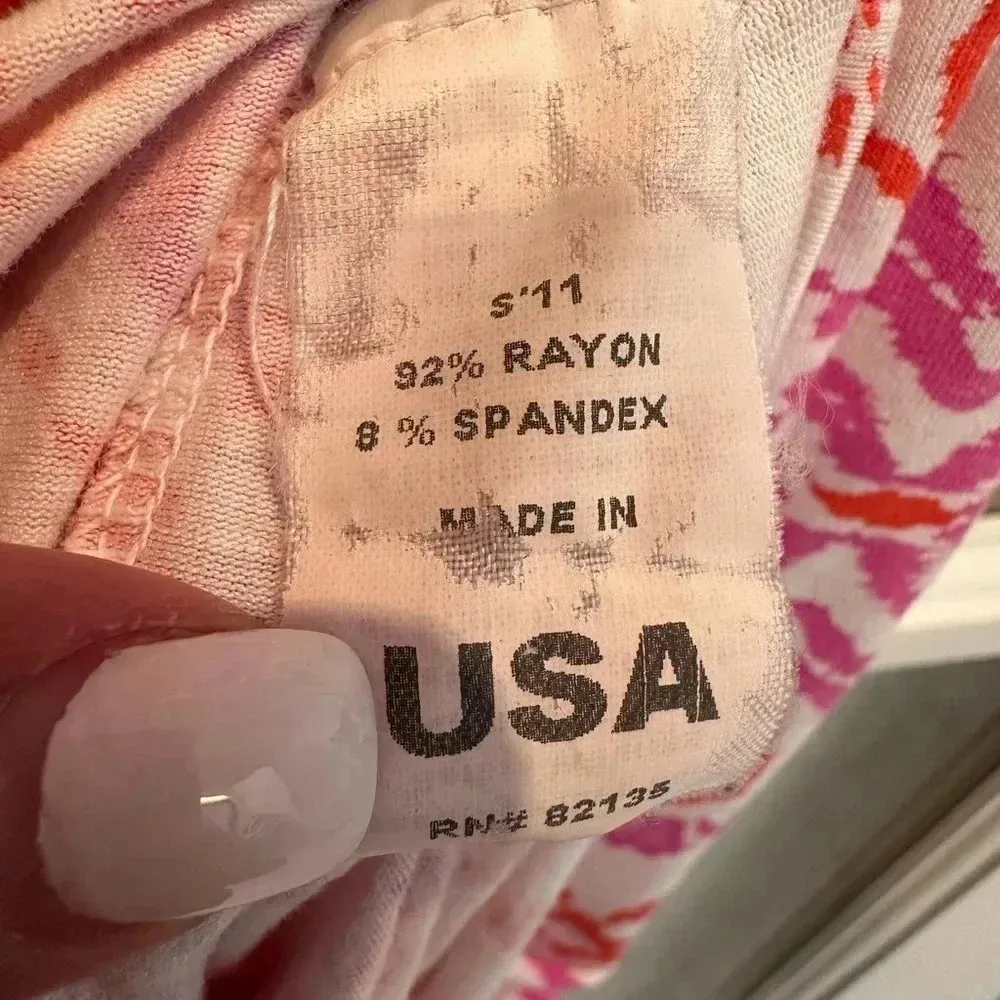 S'11
92% RAYON
8 % SPANDEX
MADE IN
USA
RN# 82135